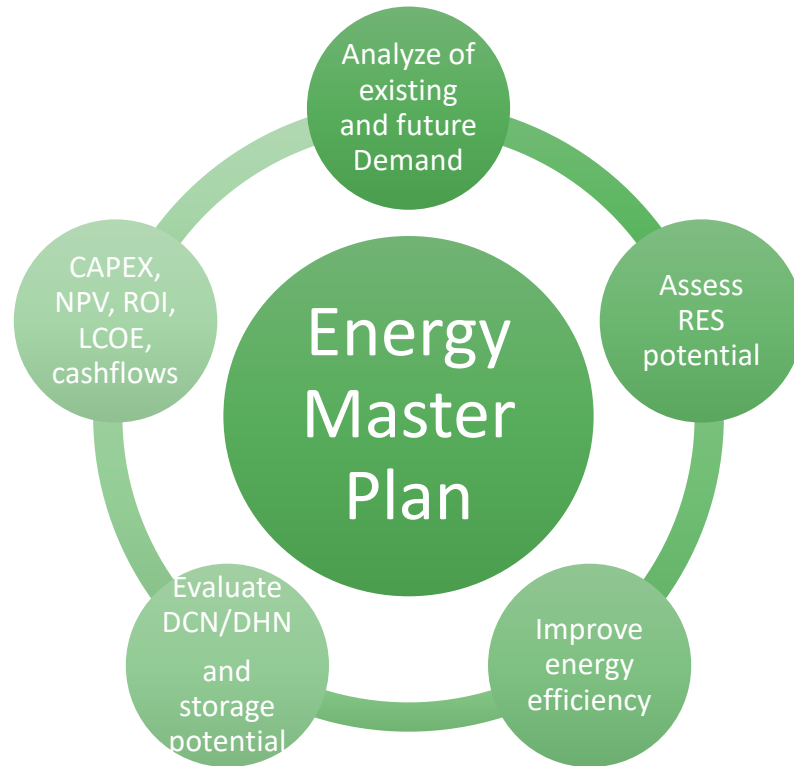 Analyze of
existing
and future
Demand
CAPEX,
NPV, ROI,
LCOE,
cashflows
Assess
RES
potential
Energy
Master
Plan
Evaluate
DCN/DHN
and
storage
potential
Improve
energy
efficiency